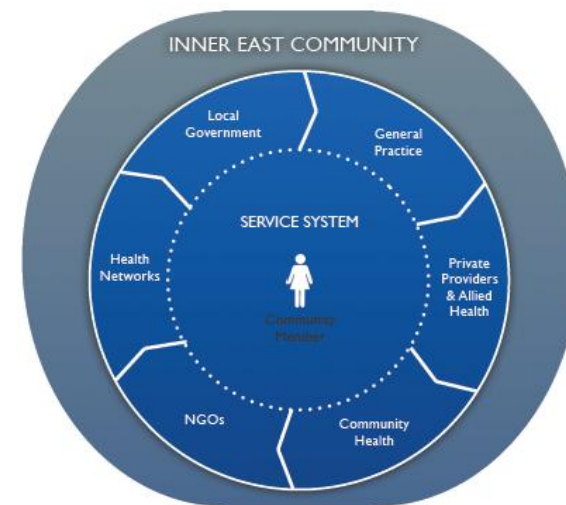 INNER EAST COMMUNITY
Local
Government
General
Practice
SERVICE SYSTEM
Health
Networks
Private
Providers
& Allied
Health
Community
Member
NGOs
Community
Health